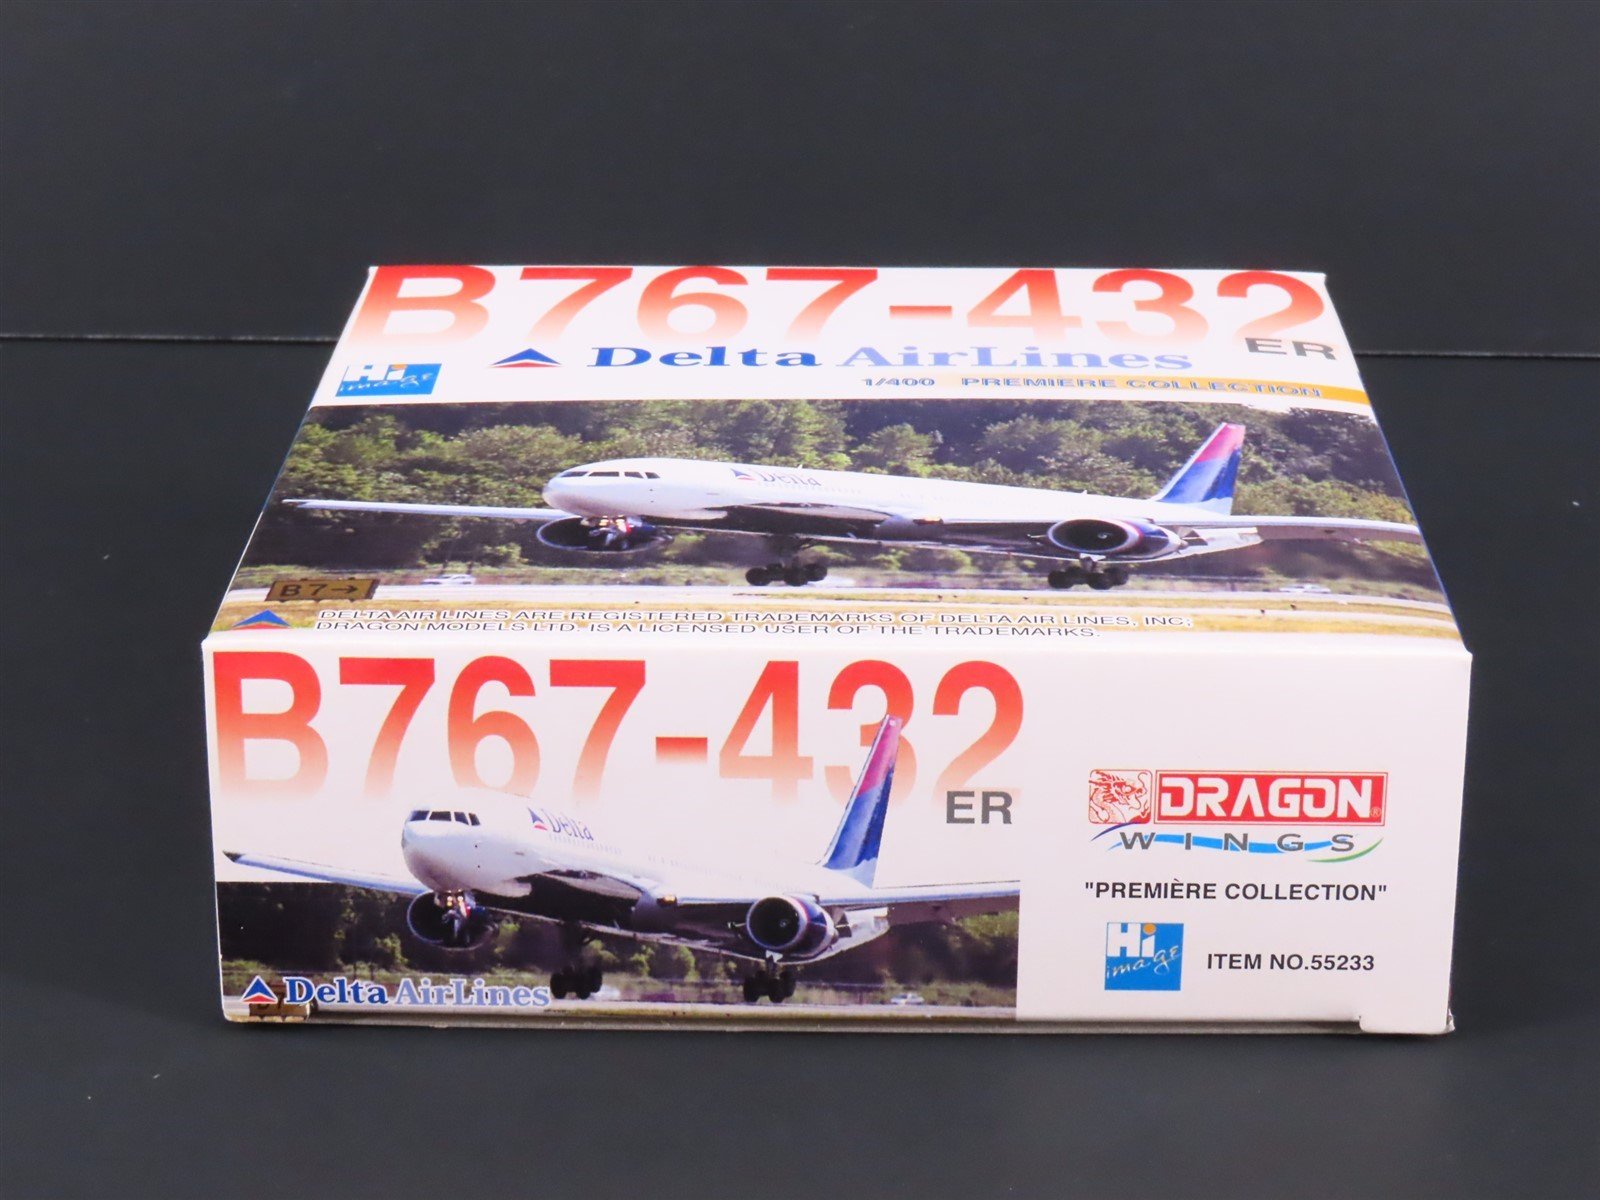 B767-432
ER
Delta AirLines
Hi
image
1/400 PREMIERE COLLECTION
Delta
B7→
DELTA AIR LINES ARE REGISTERED TRADEMARKS OF DELTA AIR LINES, INC;
DRAGON MODELS LTD. IS A LICENSED USER OF THE TRADEMARKS.
B767-432
ER
Delta
Delta AirLines
DRAGON®
WINGS
"PREMIÈRE COLLECTION"
Hi
image
ITEM NO.55233